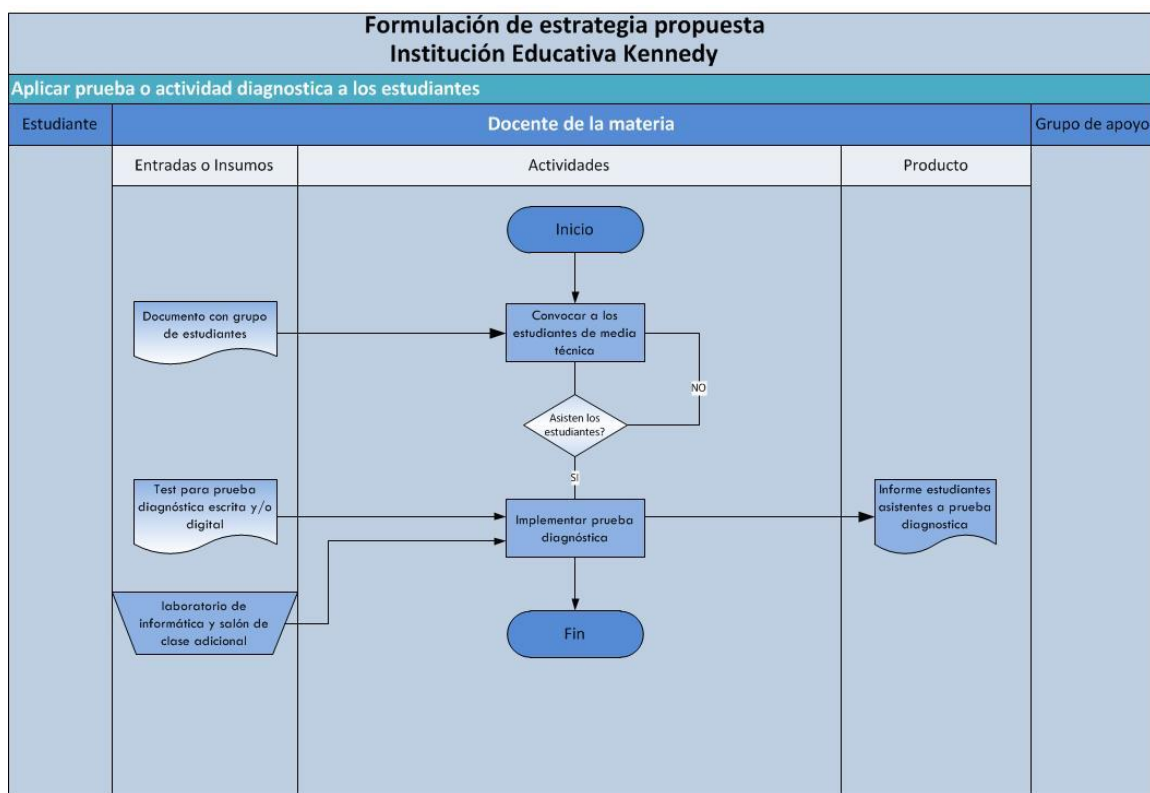 Formulación de estrategia propuesta
Institución Educativa Kennedy
Aplicar prueba o actividad diagnostica a los estudiantes
Estudiante
Docente de la materia
Grupo de apoyo
Entradas o Insumos
Actividades
Producto
Inicio
Documento con grupo
de estudiantes
Convocar a los
estudiantes de media
técnica
NO
Asisten los
estudiantes?
SI
Test para prueba
diagnóstica escrita y/o
digital
Implementar prueba
diagnóstica
Informe estudiantes
asistentes a prueba
diagnostica
laboratorio de
informática y salón de
clase adicional
Fin